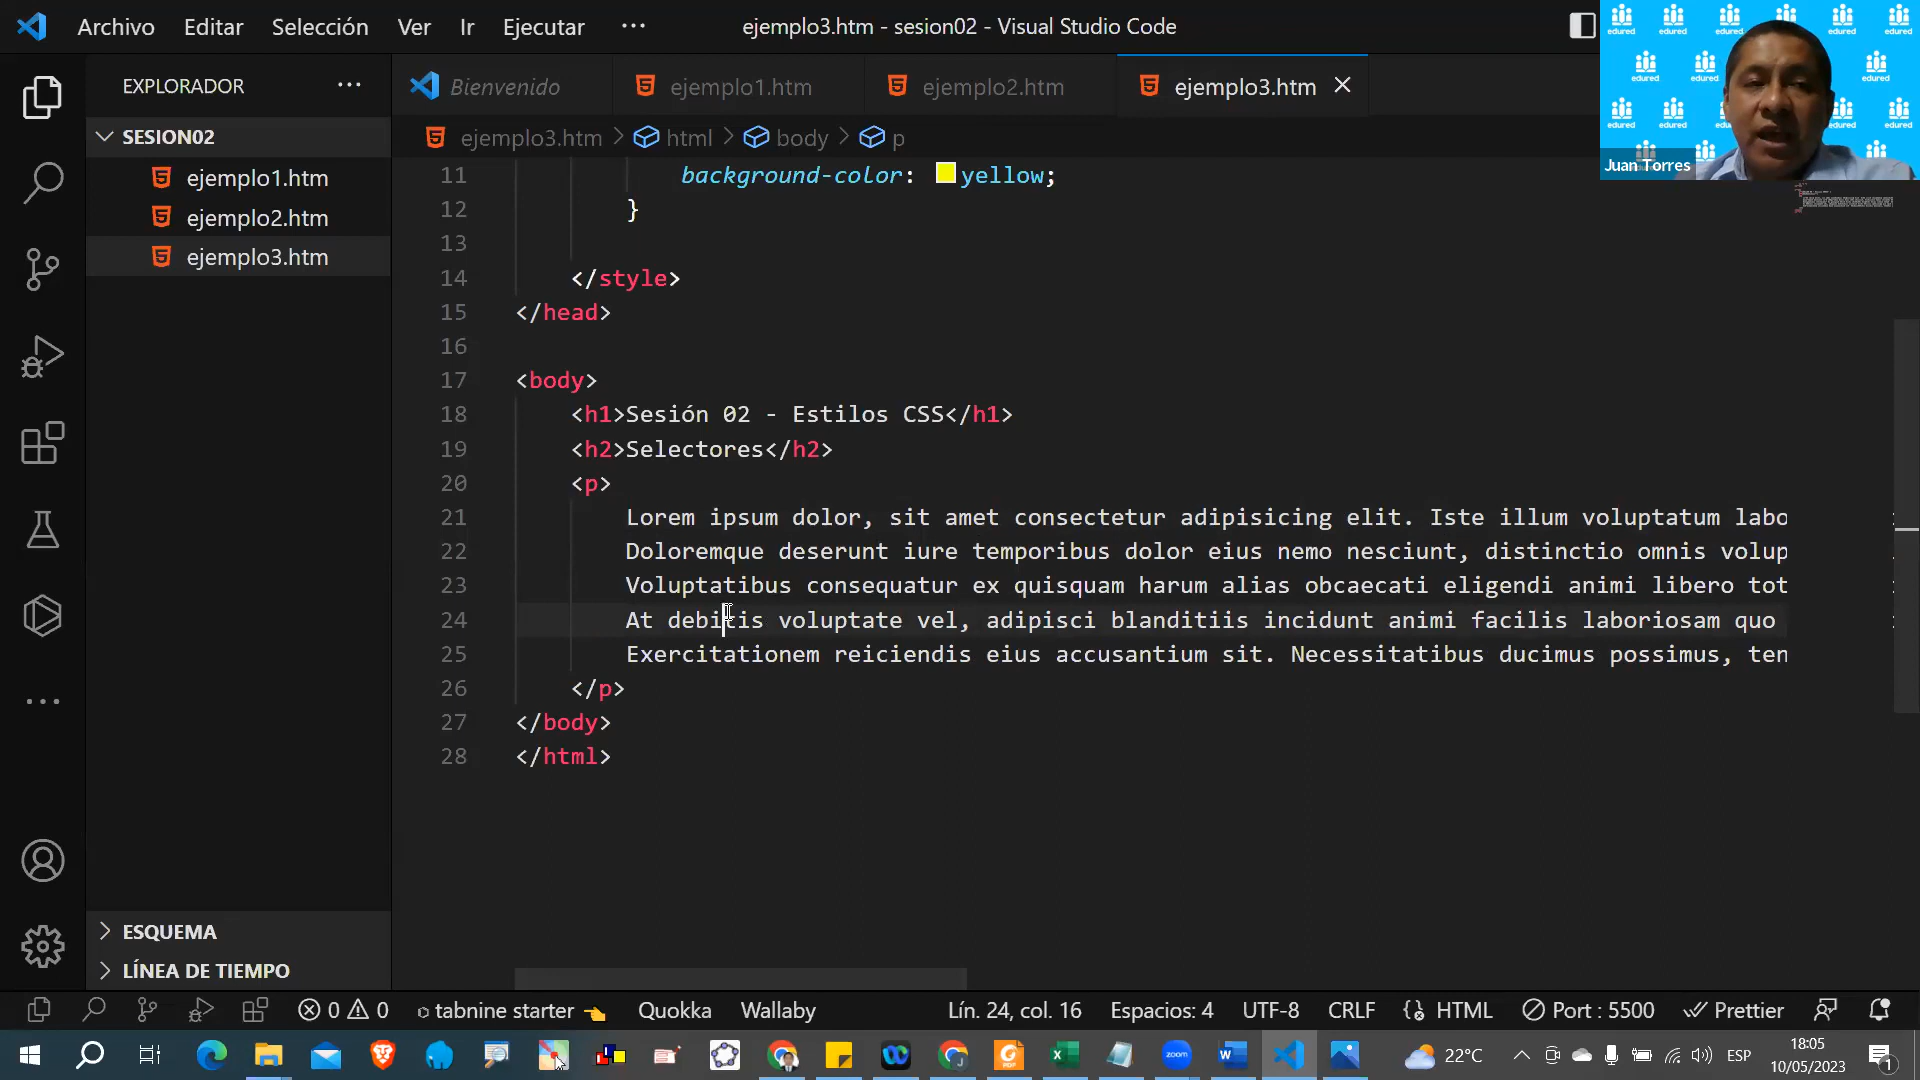 Archivo Editar Selección Ver Ir Ejecutar ··· ejemplo3.htm - sesion02 - Visual Studio Code
EXPLORADOR ···
Bienvenido ejemplo1.htm ejemplo2.htm ejemplo3.htm
SESION02
ejemplo1.htm
ejemplo2.htm
ejemplo3.htm
ejemplo3.htm > html > body > p
11 background-color: yellow;
12 }
13
14 </style>
15 </head>
16
17 <body>
18 <h1>Sesión 02 - Estilos CSS</h1>
19 <h2>Selectores</h2>
20 <p>
21 Lorem ipsum dolor, sit amet consectetur adipisicing elit. Iste illum voluptatum labo
22 Doloremque deserunt iure temporibus dolor eius nemo nesciunt, distinctio omnis volup
23 Voluptatibus consequatur ex quisquam harum alias obcaecati eligendi animi libero tot
24 At debitis voluptate vel, adipisci blanditiis incidunt animi facilis laboriosam quo
25 Exercitationem reiciendis eius accusantium sit. Necessitatibus ducimus possimus, ten
26 </p>
27 </body>
28 </html>
ESQUEMA
LÍNEA DE TIEMPO
edured
Juan Torres
0 0 tabnine starter Quokka Wallaby Lín. 24, col. 16 Espacios: 4 UTF-8 CRLF HTML Port : 5500 Prettier
zoom
22°C ESP 18:05
10/05/2023
1